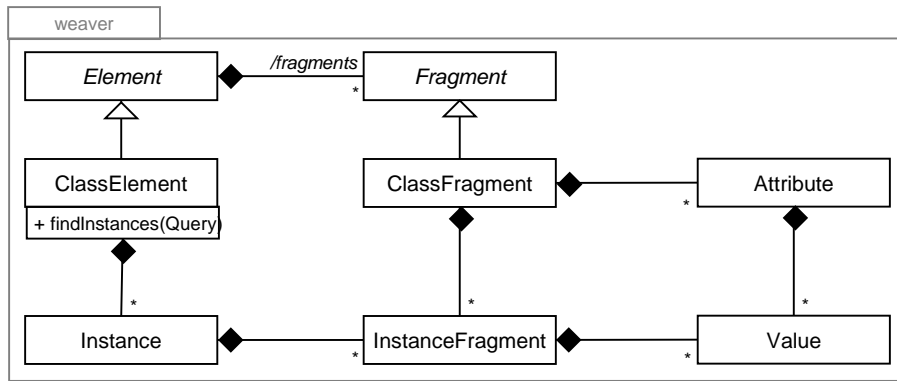 weaver
Element
/fragments
*
Fragment
ClassElement
+ findInstances(Query)
ClassFragment
*
Attribute
*
*
*
Instance
*
InstanceFragment
*
Value